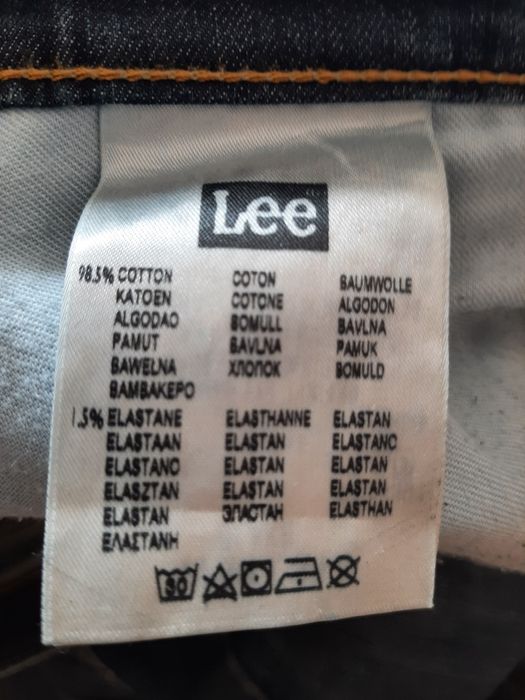 Lee
98.5% COTTON COTON BAUMWOLLE
KATOEN COTONE ALGODON
ALGODAO BOMULL BAVLNA
PAMUT BAVLNA PAMUK
BAWELNA ХЛОПОК BOMULD
BAMBAKEPO
1.5% ELASTANE ELASTHANNE ELASTAN
ELASTAAN ELASTAN ELASTANO
ELASTANO ELASTAN ELASTAN
ELASZTAN ELASTAN ELASTAN
ELASTAN ЭЛАСТАН ELASTHAN
ΕΛΑΣΤΑΝΗ
30